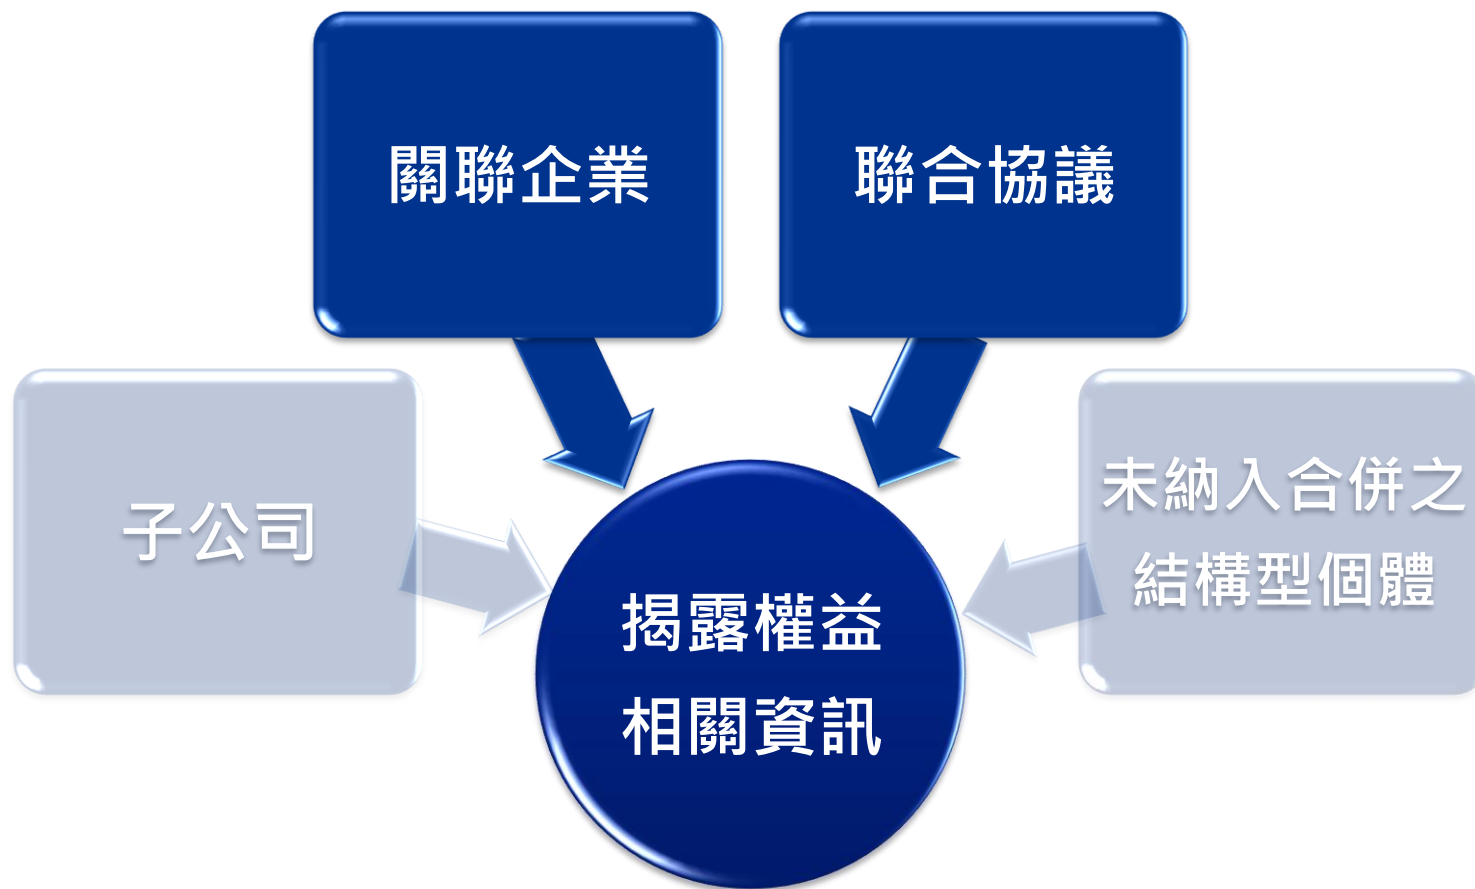 關聯企業
聯合協議
子公司
未納入合併之
結構型個體
揭露權益
相關資訊